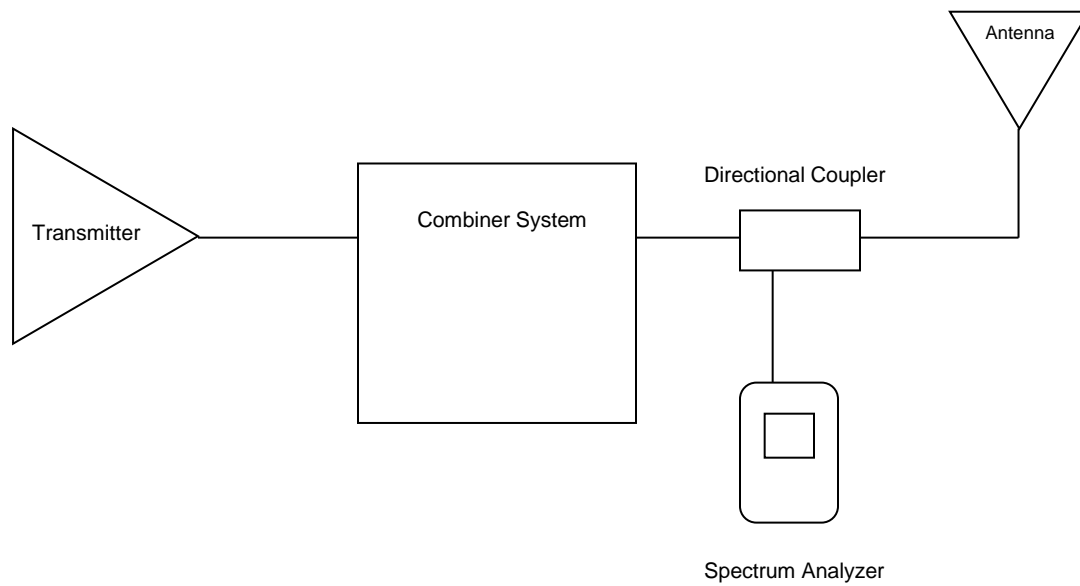 Antenna
Directional Coupler
Combiner System
Transmitter
Spectrum Analyzer